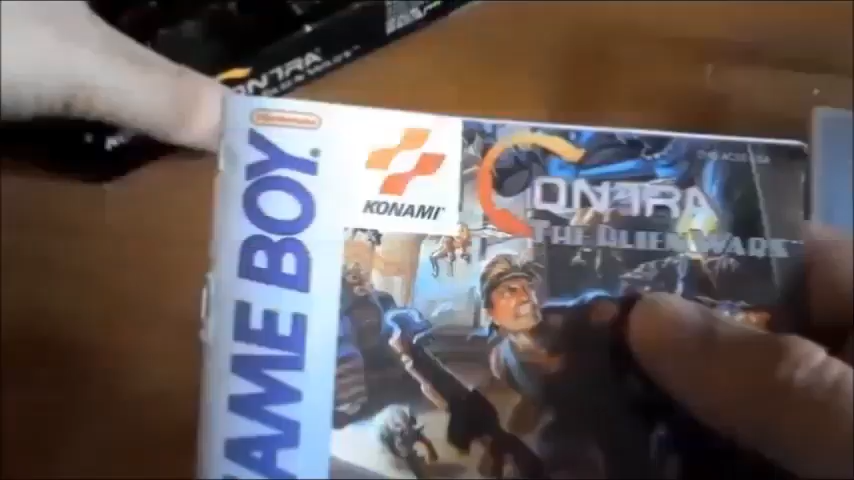 Nintendo
GAME BOY
KONAMI
CONTRA
THE ALIEN WARS
CONTRA